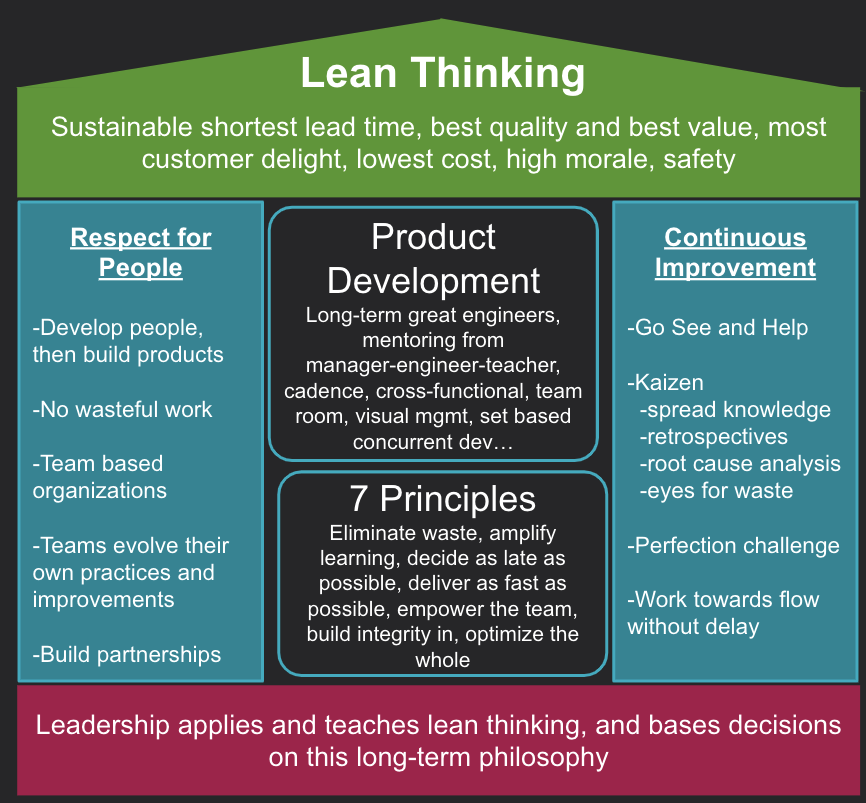 Lean Thinking
Sustainable shortest lead time, best quality and best value, most
customer delight, lowest cost, high morale, safety
Respect for
People
-Develop people,
then build products
-No wasteful work
-Team based
organizations
-Teams evolve their
own practices and
improvements
-Build partnerships
Product
Development
Long-term great engineers,
mentoring from
manager-engineer-teacher,
cadence, cross-functional, team
room, visual mgmt, set based
concurrent dev…
7 Principles
Eliminate waste, amplify
learning, decide as late as
possible, deliver as fast as
possible, empower the team,
build integrity in, optimize the
whole
Continuous
Improvement
-Go See and Help
-Kaizen
-spread knowledge
-retrospectives
-root cause analysis
-eyes for waste
-Perfection challenge
-Work towards flow
without delay
Leadership applies and teaches lean thinking, and bases decisions
on this long-term philosophy